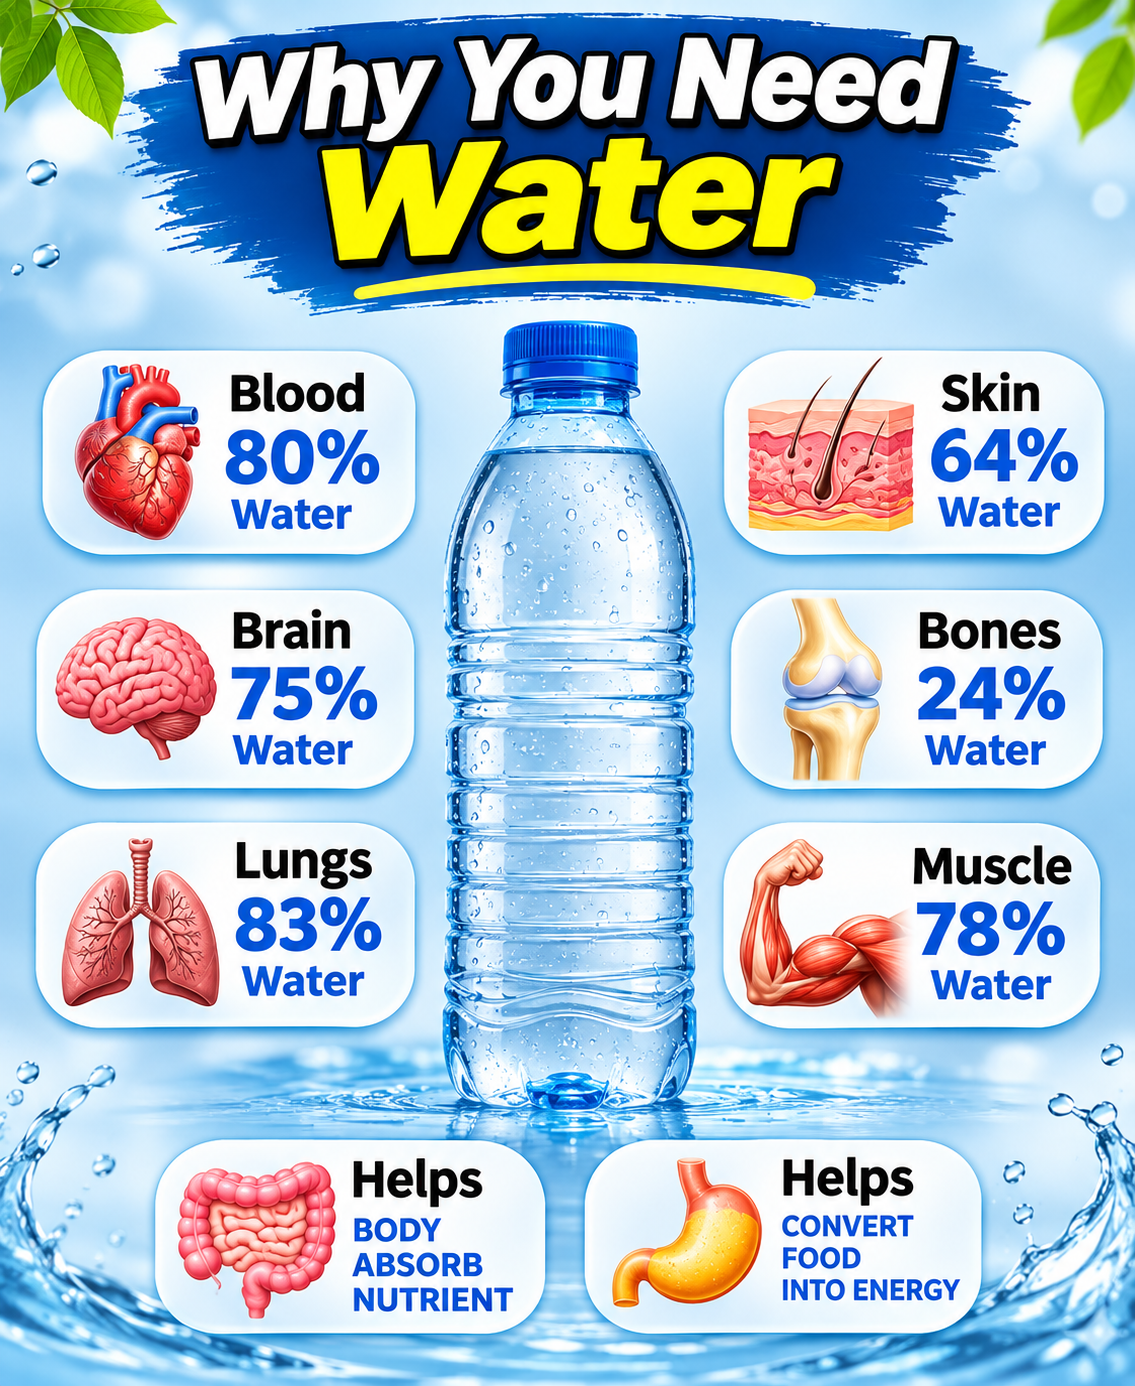 Why You Need
Water
Blood
80%
Water
Brain
75%
Water
Lungs
83%
Water
Skin
64%
Water
Bones
24%
Water
Muscle
78%
Water
Helps
BODY
ABSORB
NUTRIENT
Helps
CONVERT
FOOD
INTO ENERGY